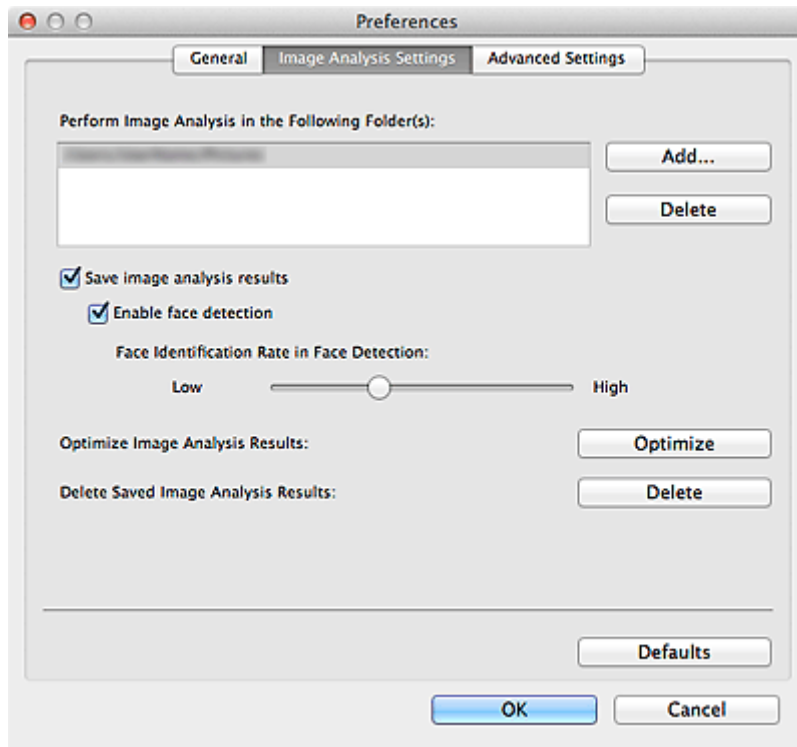 Preferences
General Image Analysis Settings Advanced Settings
Perform Image Analysis in the Following Folder(s):
Add...
Delete
Save image analysis results
Enable face detection
Face Identification Rate in Face Detection:
Low High
Optimize Image Analysis Results: Optimize
Delete Saved Image Analysis Results: Delete
Defaults
OK Cancel